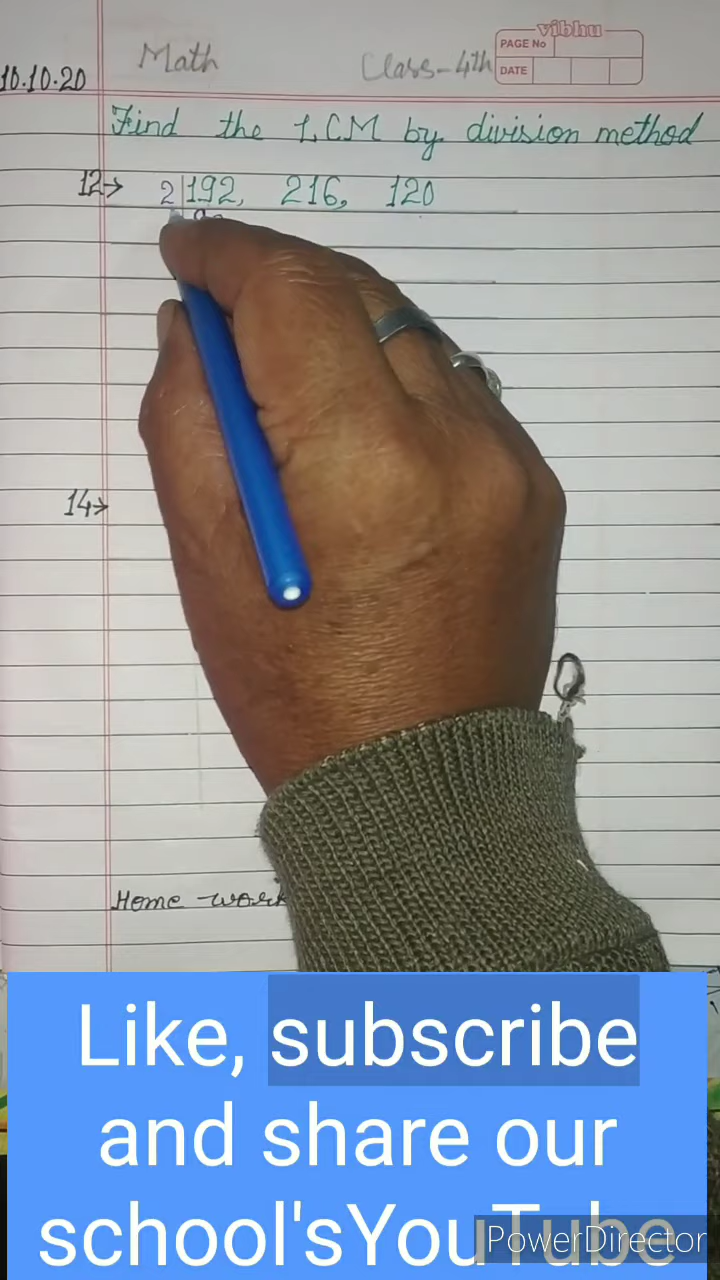 vibhu
PAGE No
DATE
10.10.20
Math
Class-4th
Find the LCM by division method
12→ 2|192, 216, 120
14→
Home work
Like, subscribe
and share our
school'sYouTube
PowerDirector